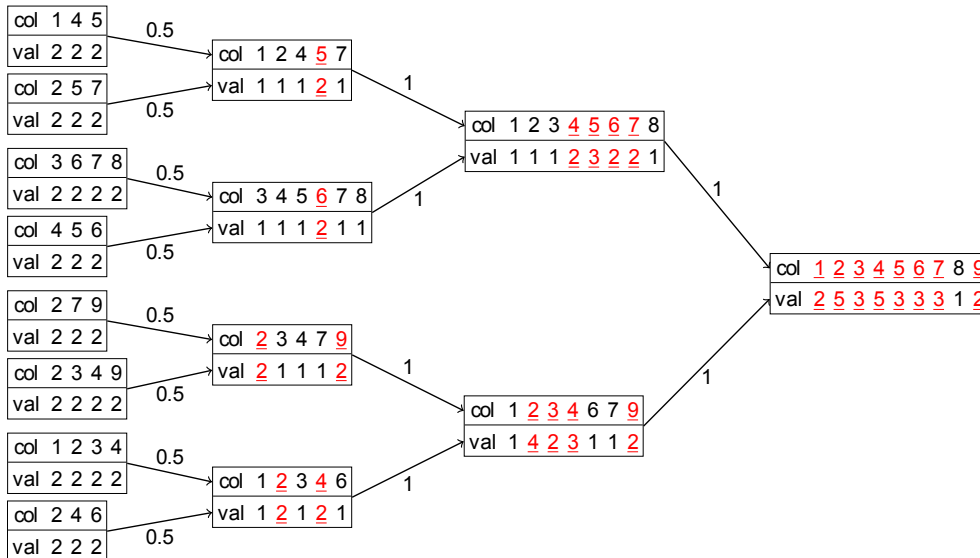 col 1 4 5
val 2 2 2
0.5
col 2 5 7
val 2 2 2
0.5
col 1 2 4 5 7
val 1 1 1 2 1
1
col 3 6 7 8
val 2 2 2 2
0.5
col 4 5 6
val 2 2 2
0.5
col 3 4 5 6 7 8
val 1 1 1 2 1 1
1
col 1 2 3 4 5 6 7 8
val 1 1 1 2 3 2 2 1
1
col 2 7 9
val 2 2 2
0.5
col 2 3 4 9
val 2 2 2 2
0.5
col 2 3 4 7 9
val 2 1 1 1 2
1
col 1 2 3 4
val 2 2 2 2
0.5
col 2 4 6
val 2 2 2
0.5
col 1 2 3 4 6
val 1 2 1 2 1
1
col 1 2 3 4 6 7 9
val 1 4 2 3 1 1 2
1
col 1 2 3 4 5 6 7 8 9
val 2 5 3 5 3 3 3 1 2